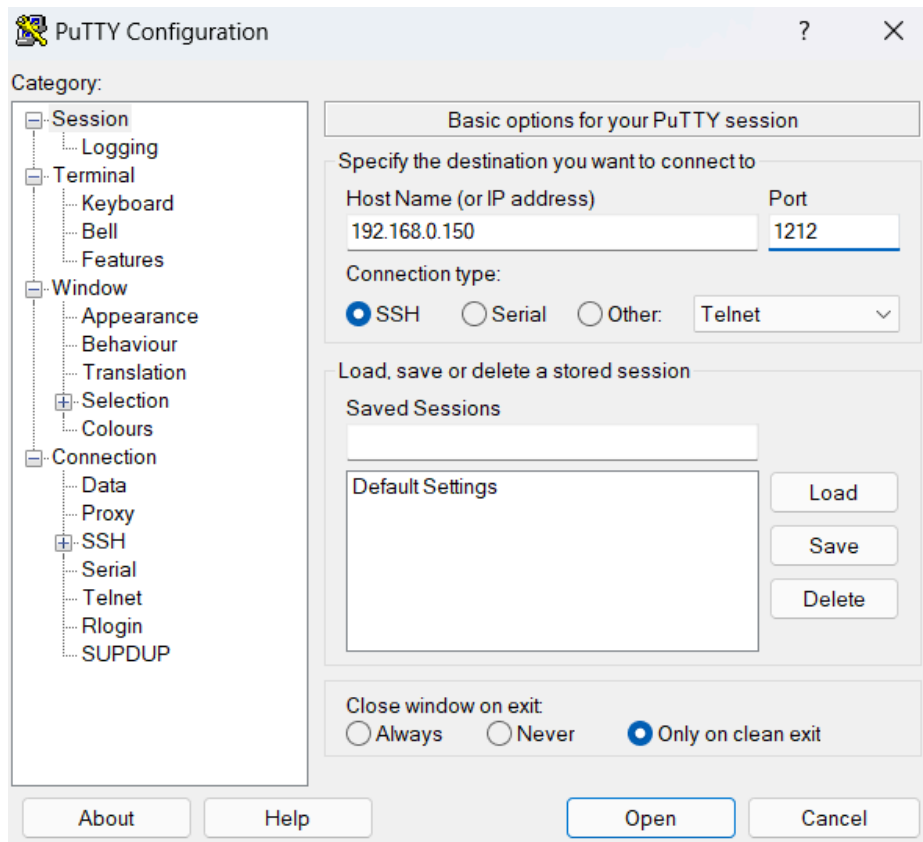 PuTTY Configuration
?
Category:
Session
Logging
Terminal
Keyboard
Bell
Features
Window
Appearance
Behaviour
Translation
Selection
Colours
Connection
Data
Proxy
SSH
Serial
Telnet
Rlogin
SUPDUP
Basic options for your PuTTY session
Specify the destination you want to connect to
Host Name (or IP address) Port
192.168.0.150 1212
Connection type:
SSH Serial Other: Telnet
Load, save or delete a stored session
Saved Sessions
Default Settings
Load
Save
Delete
Close window on exit:
Always Never Only on clean exit
About Help Open Cancel